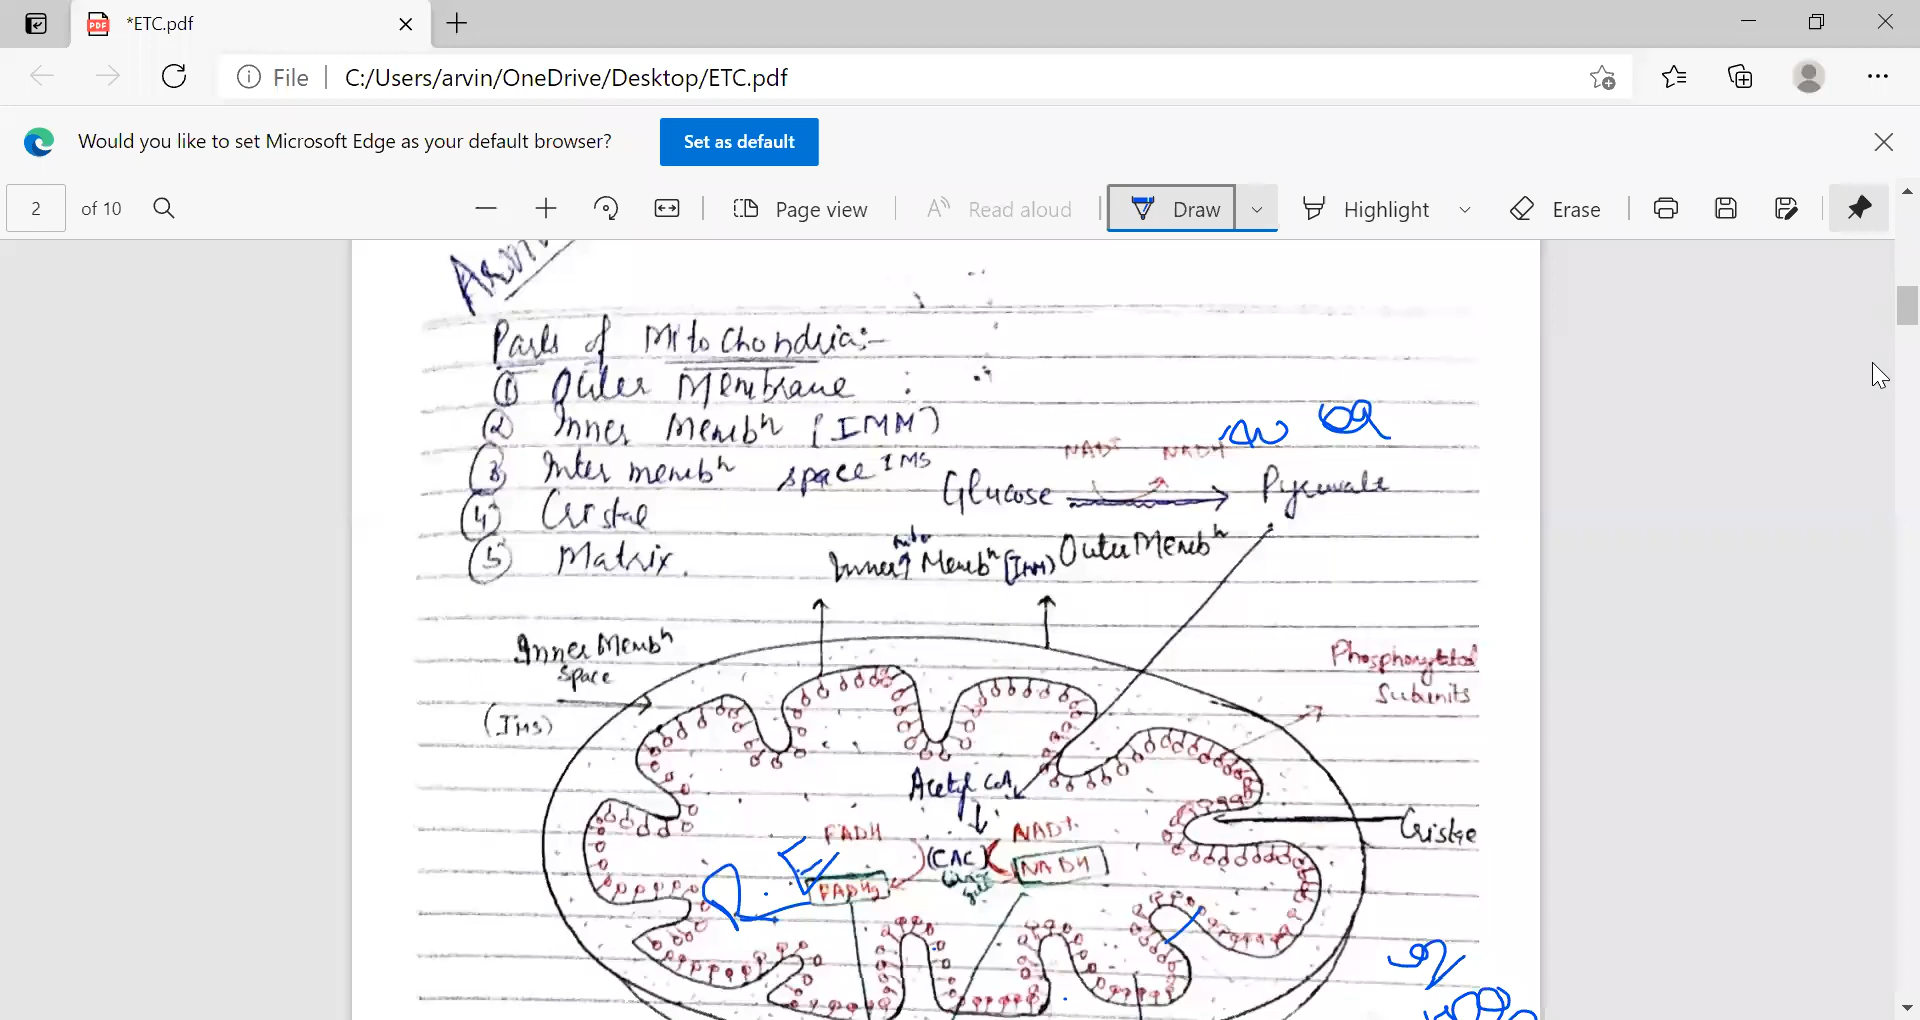 *ETC.pdf
File
C:/Users/arvin/OneDrive/Desktop/ETC.pdf
Would you like to set Microsoft Edge as your default browser?
Set as default
2 of 10
Page view
Read aloud
Draw
Highlight
Erase
Parts of Mitochondria:-
① Outer Membrane
② Inner Membⁿ (IMM)
③ Inter membⁿ space IMS
④ Cristae
⑤ Matrix.
NAD⁺ NADH
Glucose Pyruvate
Inner Membⁿ (IMM) Outer Membⁿ
Inner Membⁿ
space
(IMS)
Subunits
Acetyl CoA
FADH NAD⁺
(CAC) NADH
FADH₂
Cristae